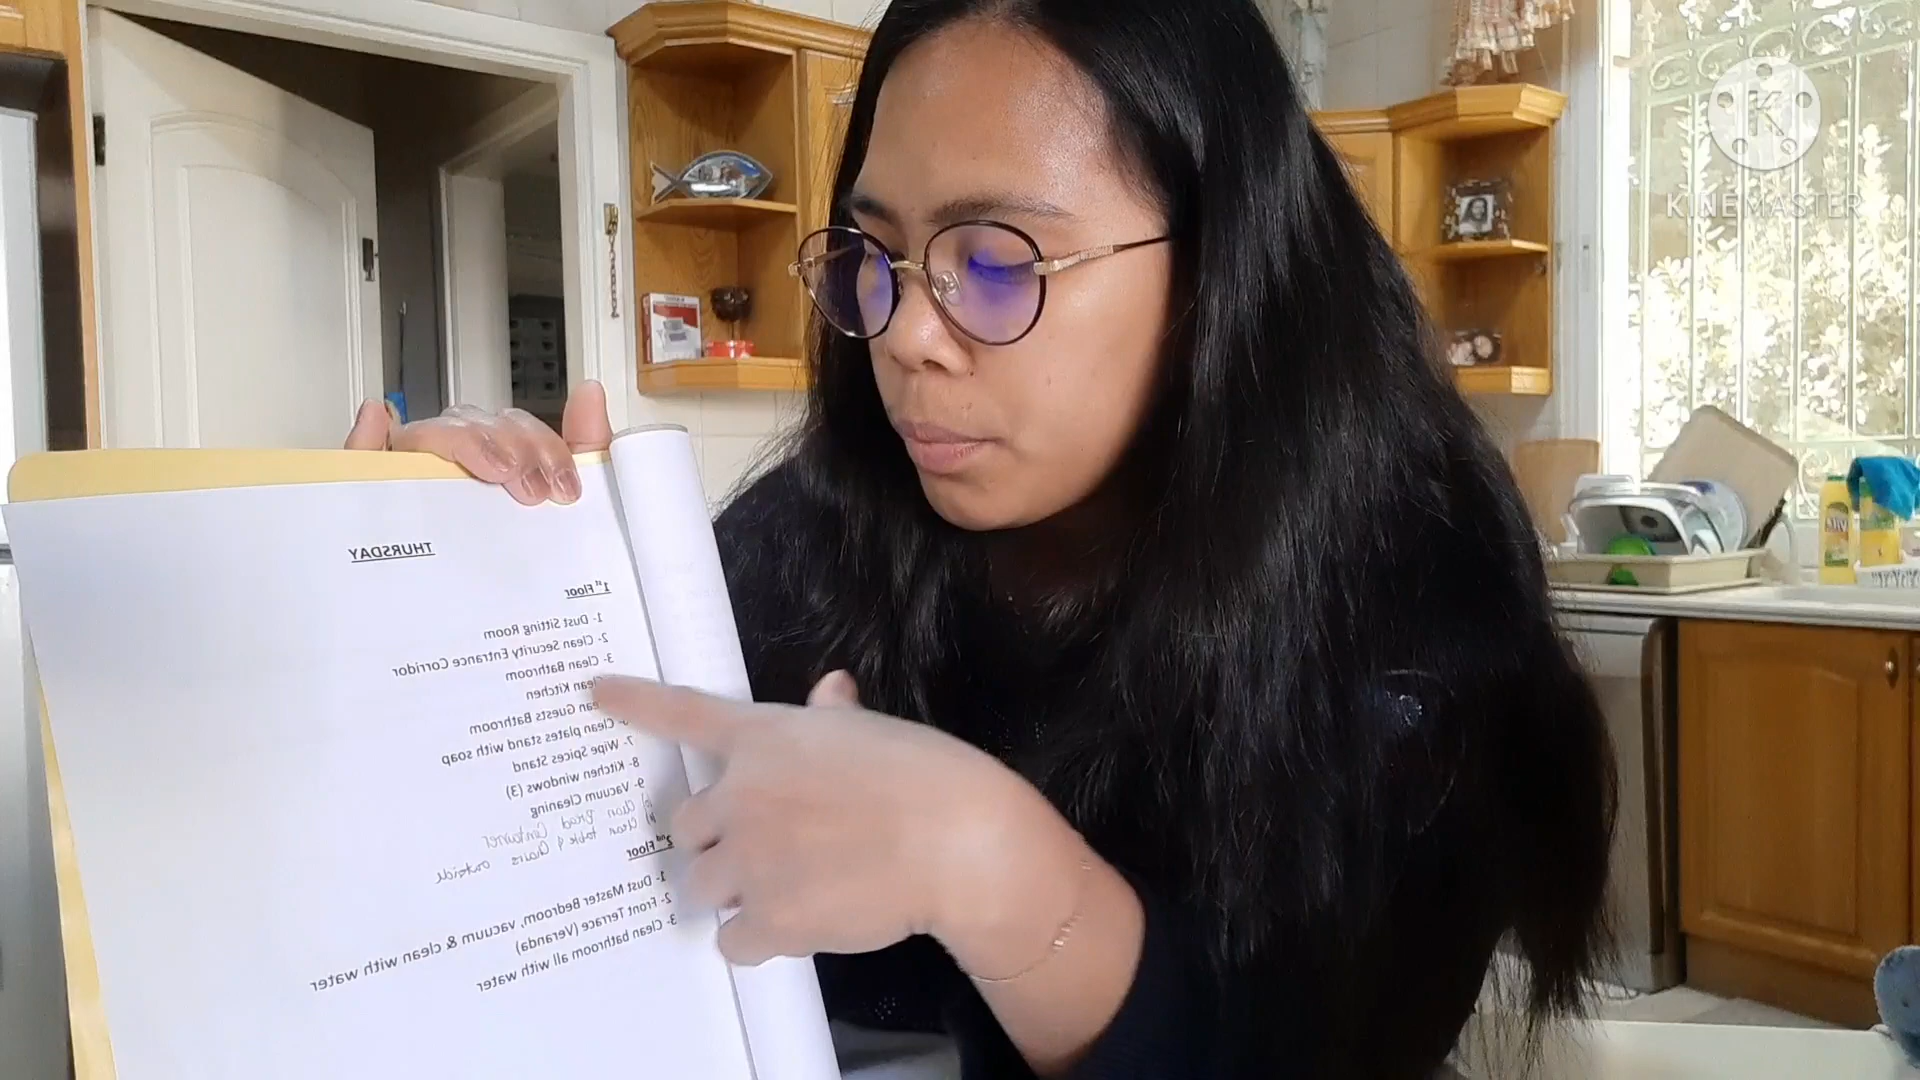 THURSDAY
1st Floor
1- Dust Sitting Room
2- Clean Security Entrance Corridor
3- Clean Bathroom
Clean Kitchen
Clean Guests Bathroom
6- Clean plates stand with soap
7- Wipe Spices Stand
8- Kitchen windows (3)
9- Vacuum Cleaning
10) Clean Bread Container
11) Clean table & Chairs outside
2nd Floor
1- Dust Master Bedroom, vacuum & clean with water
2- Front Terrace (Veranda)
3- Clean bathroom all with water
K
KINEMASTER